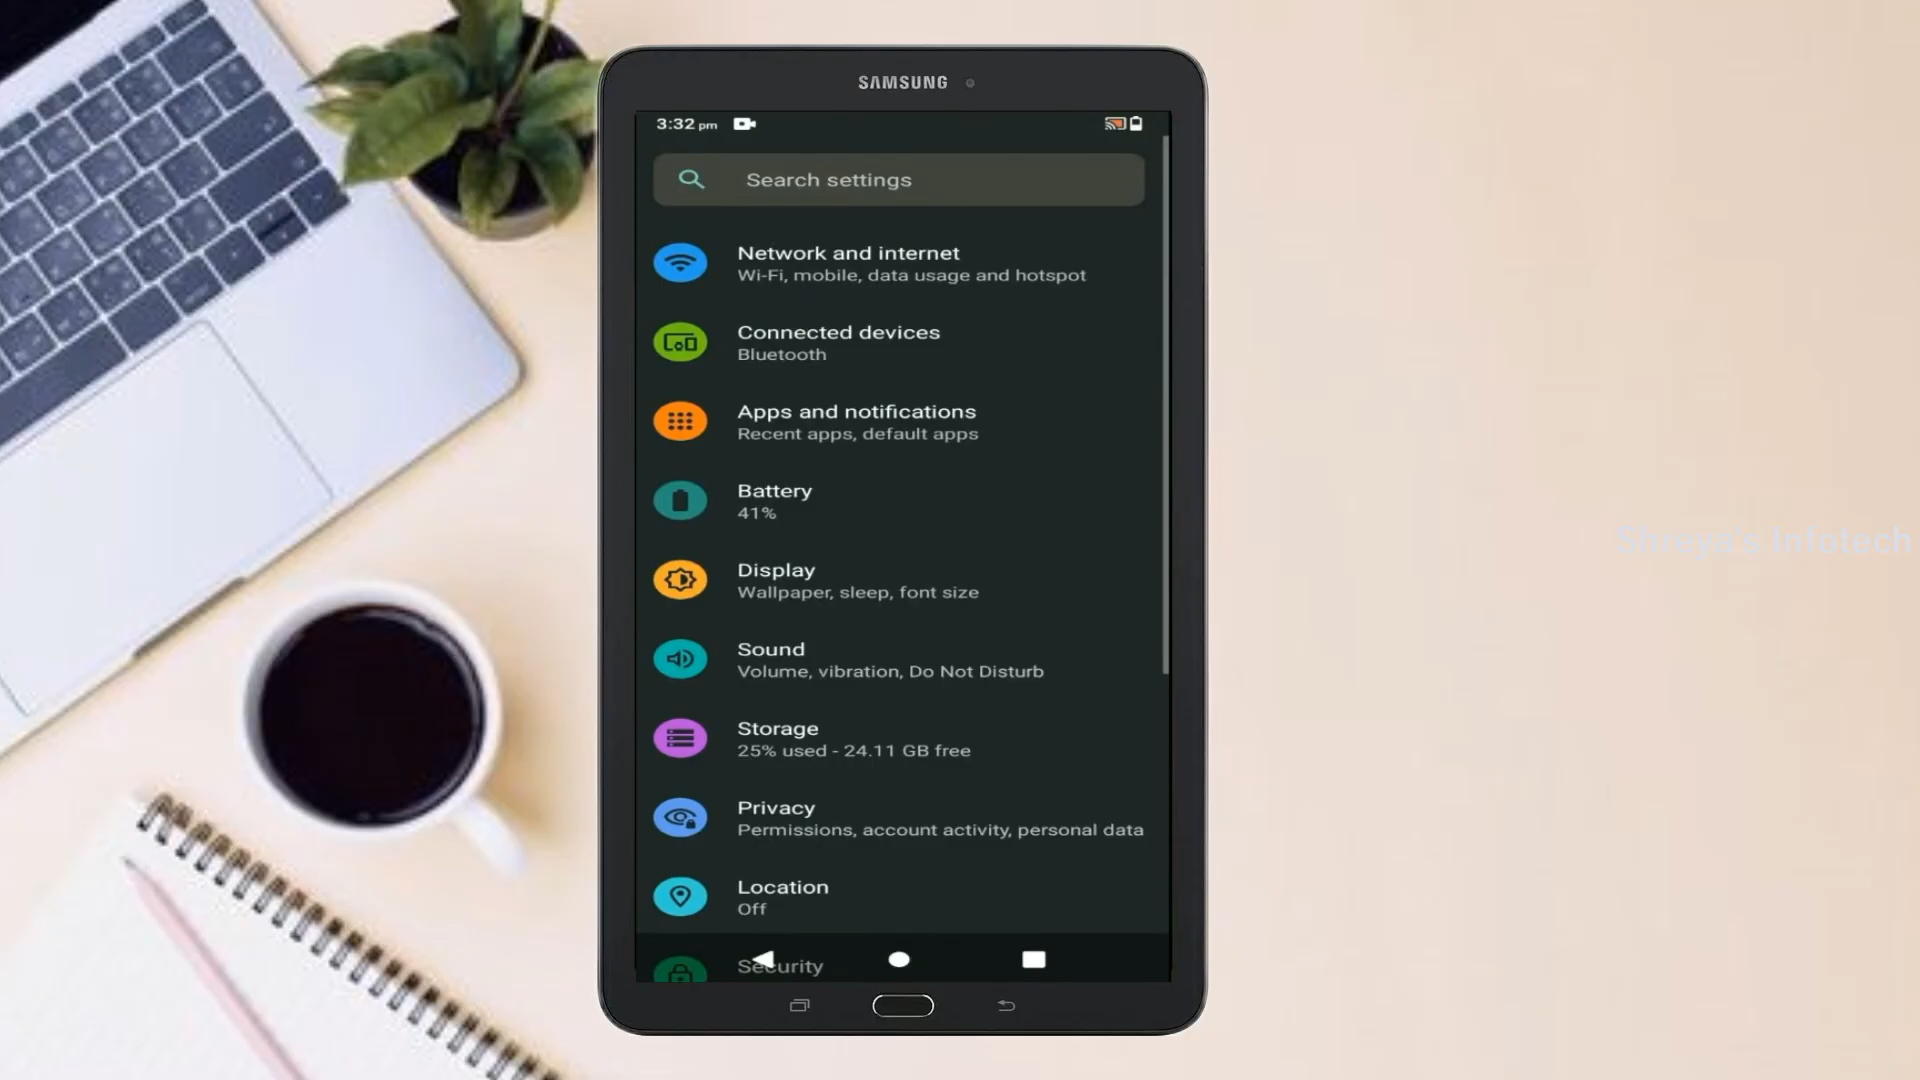 SAMSUNG
3:32 pm
Search settings
Network and internet
Wi-Fi, mobile, data usage and hotspot
Connected devices
Bluetooth
Apps and notifications
Recent apps, default apps
Battery
41%
Display
Wallpaper, sleep, font size
Sound
Volume, vibration, Do Not Disturb
Storage
25% used - 24.11 GB free
Privacy
Permissions, account activity, personal data
Location
Off
Security
Shreya's Infotech